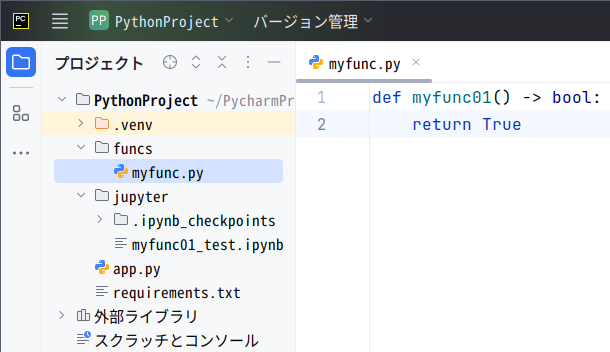 PC PP PythonProject バージョン管理
プロジェクト
myfunc.py
PythonProject ~/PycharmPr
.venv
funcs
myfunc.py
jupyter
.ipynb_checkpoints
myfunc01_test.ipynb
app.py
requirements.txt
外部ライブラリ
スクラッチとコンソール
1 def myfunc01() -> bool:
2 return True